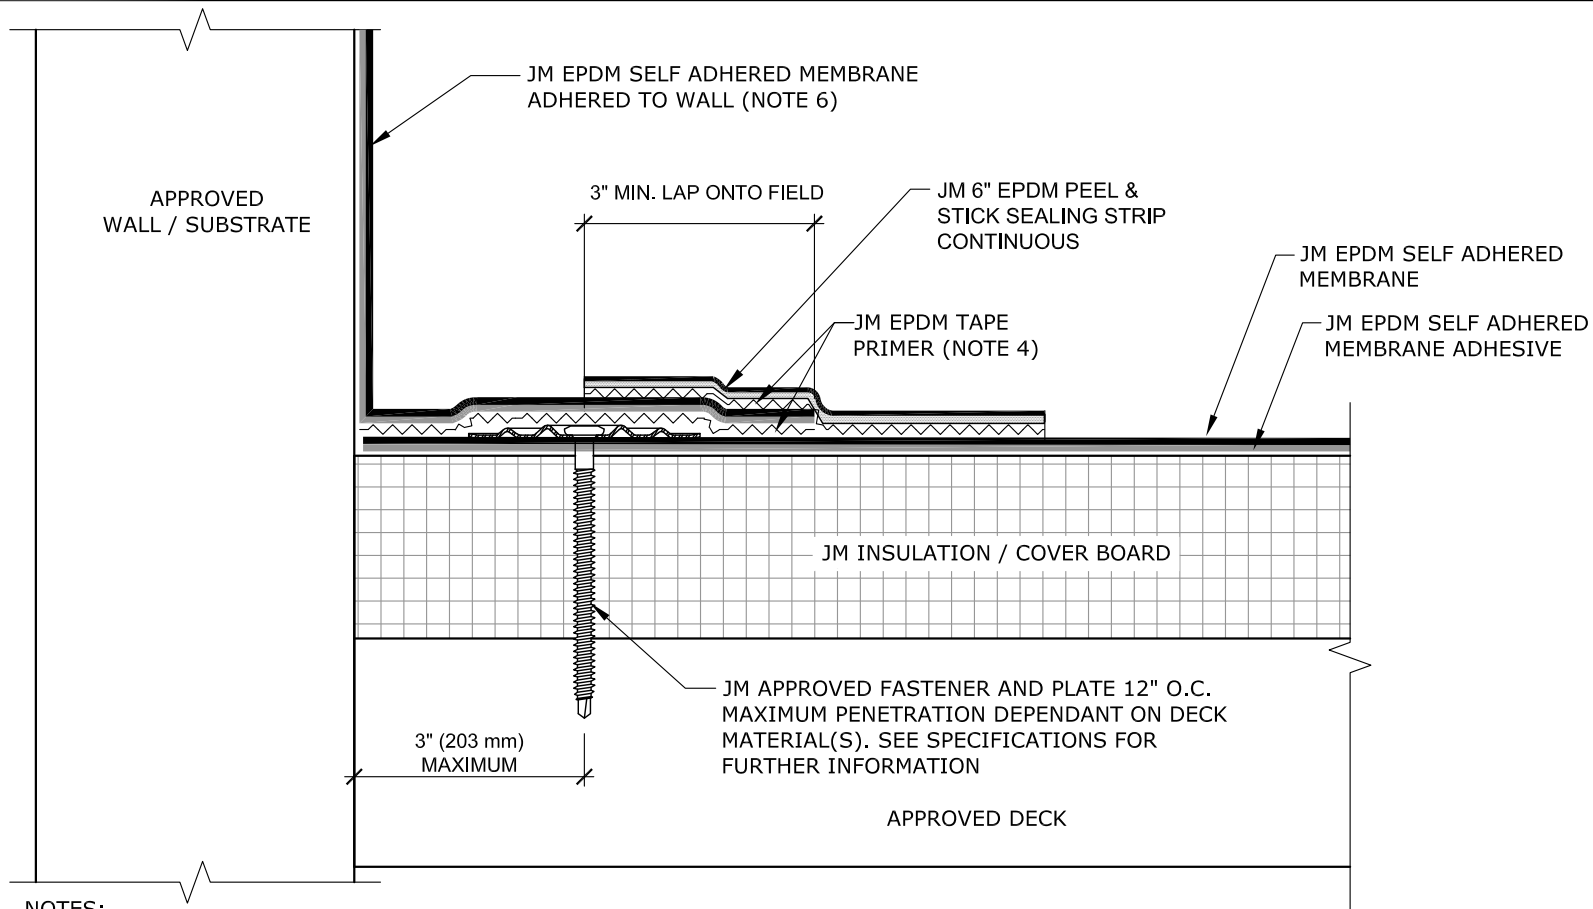 JM EPDM SELF ADHERED MEMBRANE
ADHERED TO WALL (NOTE 6)
APPROVED
WALL / SUBSTRATE
3" MIN. LAP ONTO FIELD
JM 6" EPDM PEEL &
STICK SEALING STRIP
CONTINUOUS
JM EPDM SELF ADHERED
MEMBRANE
JM EPDM TAPE
PRIMER (NOTE 4)
JM EPDM SELF ADHERED
MEMBRANE ADHESIVE
JM INSULATION / COVER BOARD
JM APPROVED FASTENER AND PLATE 12" O.C.
MAXIMUM PENETRATION DEPENDANT ON DECK
MATERIAL(S). SEE SPECIFICATIONS FOR
FURTHER INFORMATION
3" (203 mm)
MAXIMUM
APPROVED DECK
NOTES: